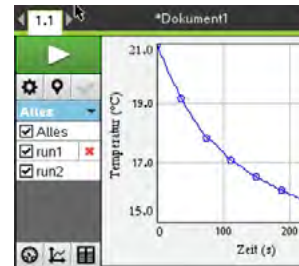 1.1 *Dokument1
Alles
Alles
run1
run2
Temperatur (°C)
21.0
19.0
17.0
15.0
0 100 200
Zeit (s)